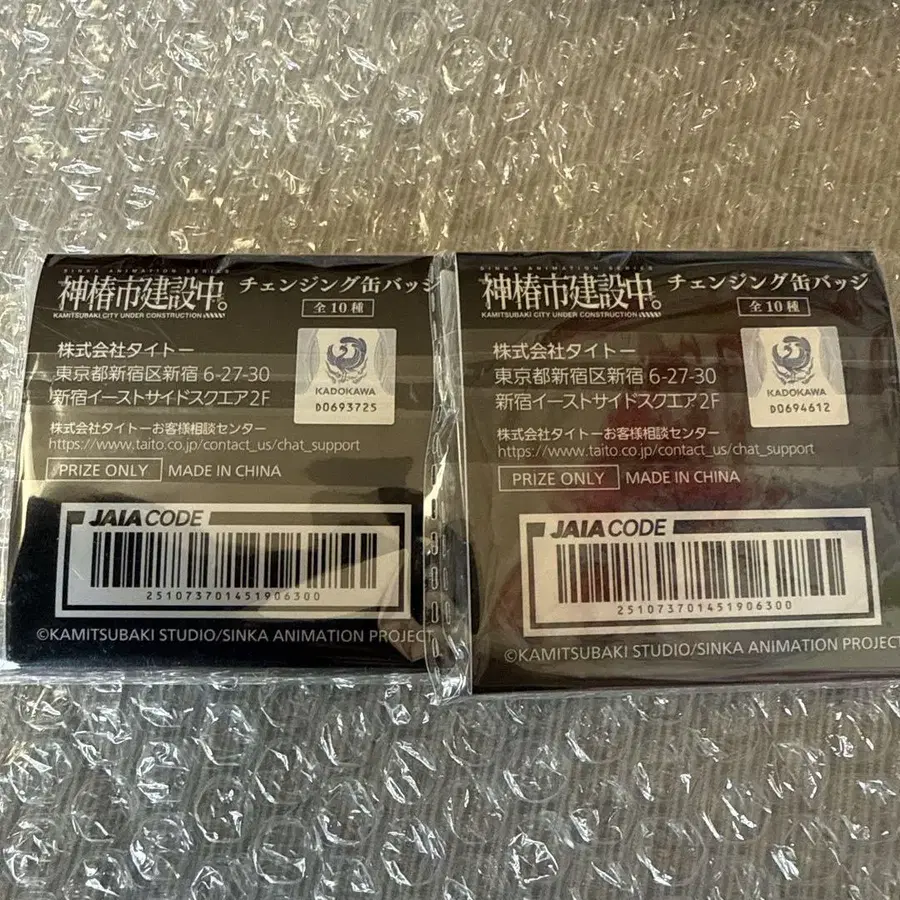 SINKA ANIMATION SERIES
神椿市建設中。 チェンジング缶バッジ
KAMITSUBAKI CITY UNDER CONSTRUCTION
全10種
株式会社タイトー
東京都新宿区新宿 6-27-30
新宿イーストサイドスクエア2F
KADOKAWA
D0693725
株式会社タイトーお客様相談センター
https://www.taito.co.jp/contact_us/chat_support
PRIZE ONLY MADE IN CHINA
JAIA CODE
251073701451906300
©KAMITSUBAKI STUDIO/SINKA ANIMATION PROJECT
SINKA ANIMATION SERIES
神椿市建設中。 チェンジング缶バッジ
KAMITSUBAKI CITY UNDER CONSTRUCTION
全10種
株式会社タイトー
東京都新宿区新宿 6-27-30
新宿イーストサイドスクエア2F
KADOKAWA
D0694612
株式会社タイトーお客様相談センター
https://www.taito.co.jp/contact_us/chat_support
PRIZE ONLY MADE IN CHINA
JAIA CODE
251073701451906300
©KAMITSUBAKI STUDIO/SINKA ANIMATION PROJECT